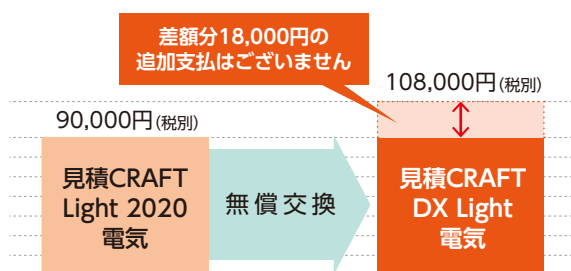 差額分18,000円の
追加支払はございません
108,000円(税別)
90,000円(税別)
見積CRAFT
Light 2020
電気
無償交換
見積CRAFT
DX Light
電気